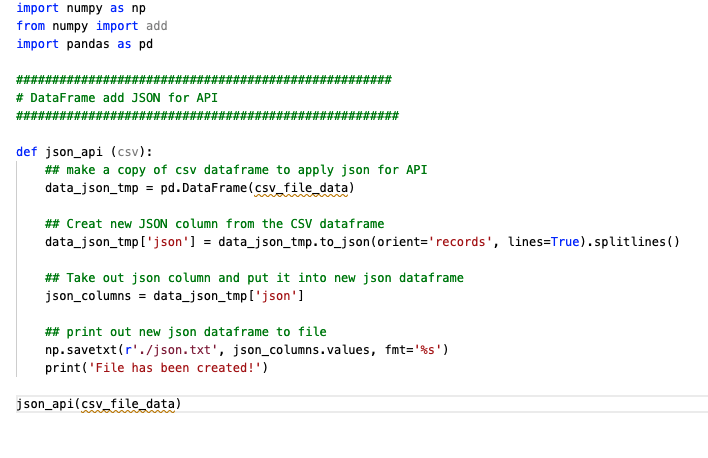 import numpy as np
from numpy import add
import pandas as pd
####################################################
# DataFrame add JSON for API
#####################################################
def json_api (csv):
## make a copy of csv dataframe to apply json for API
data_json_tmp = pd.DataFrame(csv_file_data)
## Creat new JSON column from the CSV dataframe
data_json_tmp['json'] = data_json_tmp.to_json(orient='records', lines=True).splitlines()
## Take out json column and put it into new json dataframe
json_columns = data_json_tmp['json']
## print out new json dataframe to file
np.savetxt(r'./json.txt', json_columns.values, fmt='%s')
print('File has been created!')
json_api(csv_file_data)